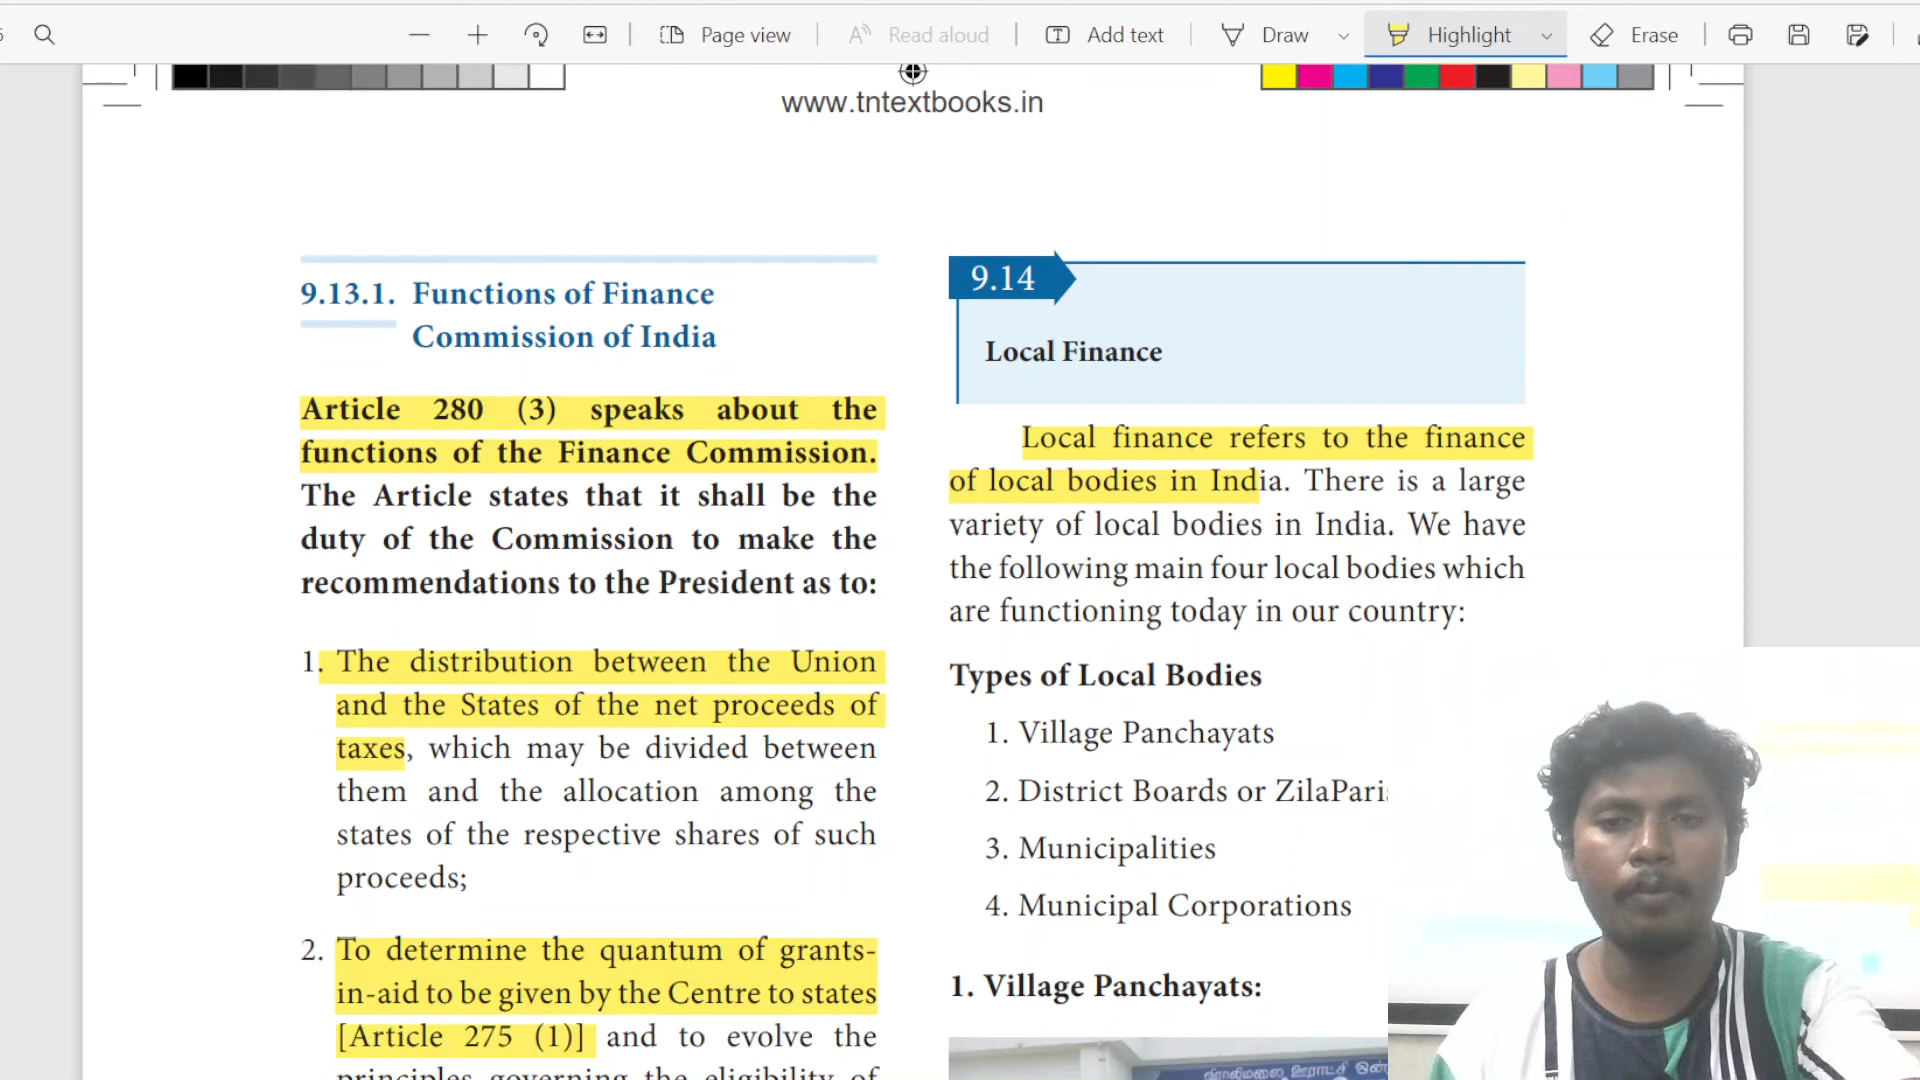 Page view
Read aloud
Add text
Draw
Highlight
Erase
www.tntextbooks.in
9.13.1. Functions of Finance
Commission of India
Article 280 (3) speaks about the
functions of the Finance Commission.
The Article states that it shall be the
duty of the Commission to make the
recommendations to the President as to:
1. The distribution between the Union
and the States of the net proceeds of
taxes, which may be divided between
them and the allocation among the
states of the respective shares of such
proceeds;
2. To determine the quantum of grants-
in-aid to be given by the Centre to states
[Article 275 (1)] and to evolve the
principles governing the eligibility of
9.14
Local Finance
Local finance refers to the finance
of local bodies in India. There is a large
variety of local bodies in India. We have
the following main four local bodies which
are functioning today in our country:
Types of Local Bodies
1. Village Panchayats
2. District Boards or ZilaParis
3. Municipalities
4. Municipal Corporations
1. Village Panchayats: